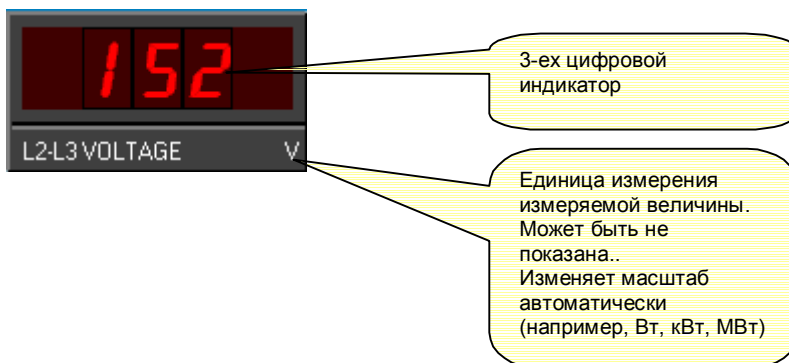 152
L2-L3 VOLTAGE V
3-ех цифровой
индикатор
Единица измерения
измеряемой величины.
Может быть не
показана..
Изменяет масштаб
автоматически
(например, Вт, кВт, МВт)